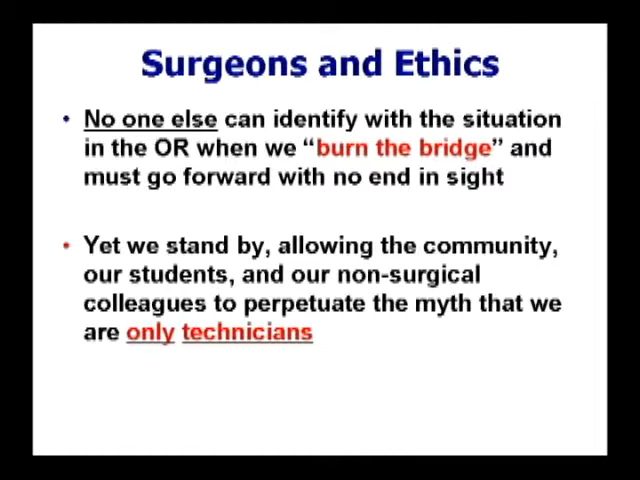 Surgeons and Ethics
• No one else can identify with the situation
in the OR when we “burn the bridge” and
must go forward with no end in sight
• Yet we stand by, allowing the community,
our students, and our non-surgical
colleagues to perpetuate the myth that we
are only technicians